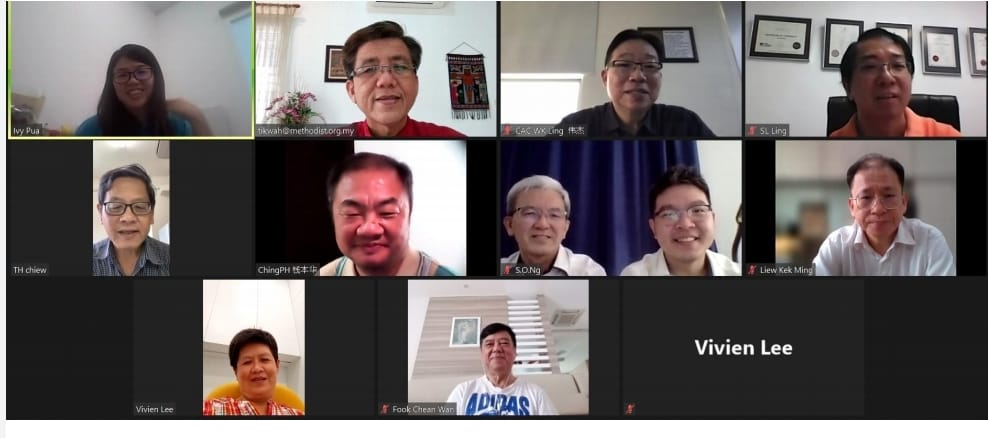 Ivy Pua
tikwah@methodist.org.my
CAC WK Ling 伟杰
SL Ling
TH chiew
ChingPH 钱本华
S.O.Ng
Liew Kek Ming
Vivien Lee
Fook Chean Wan
ADIDAS
Vivien Lee